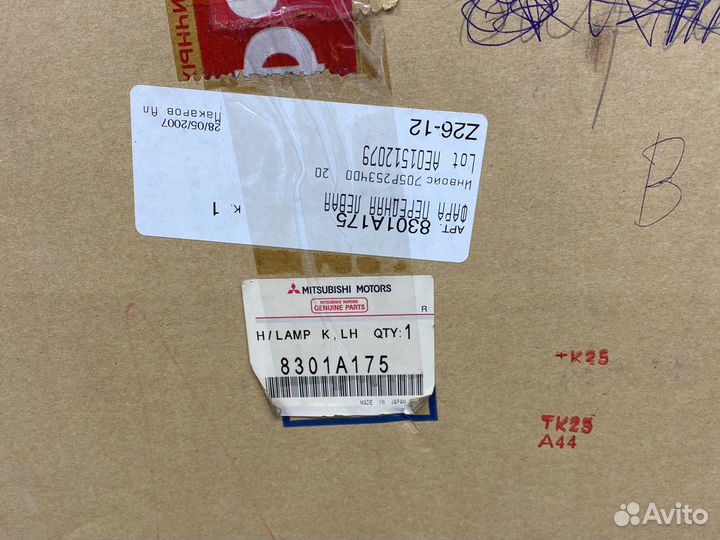 ИЧНЫХ
28/05/2007
Макаров Ал
Z26-12
Lot AE01512079
Инвойс 705P253400 20
ФАРА ПЕРЕДНЯЯ ЛЕВАЯ
АРТ. 8301A175
К. 1
B
MITSUBISHI MOTORS
MITSUBISHI MOTORS
GENUINE PARTS
R
H/LAMP K,LH QTY:1
8301A175
MADE IN JAPAN
TK25
TK25
A44
Avito